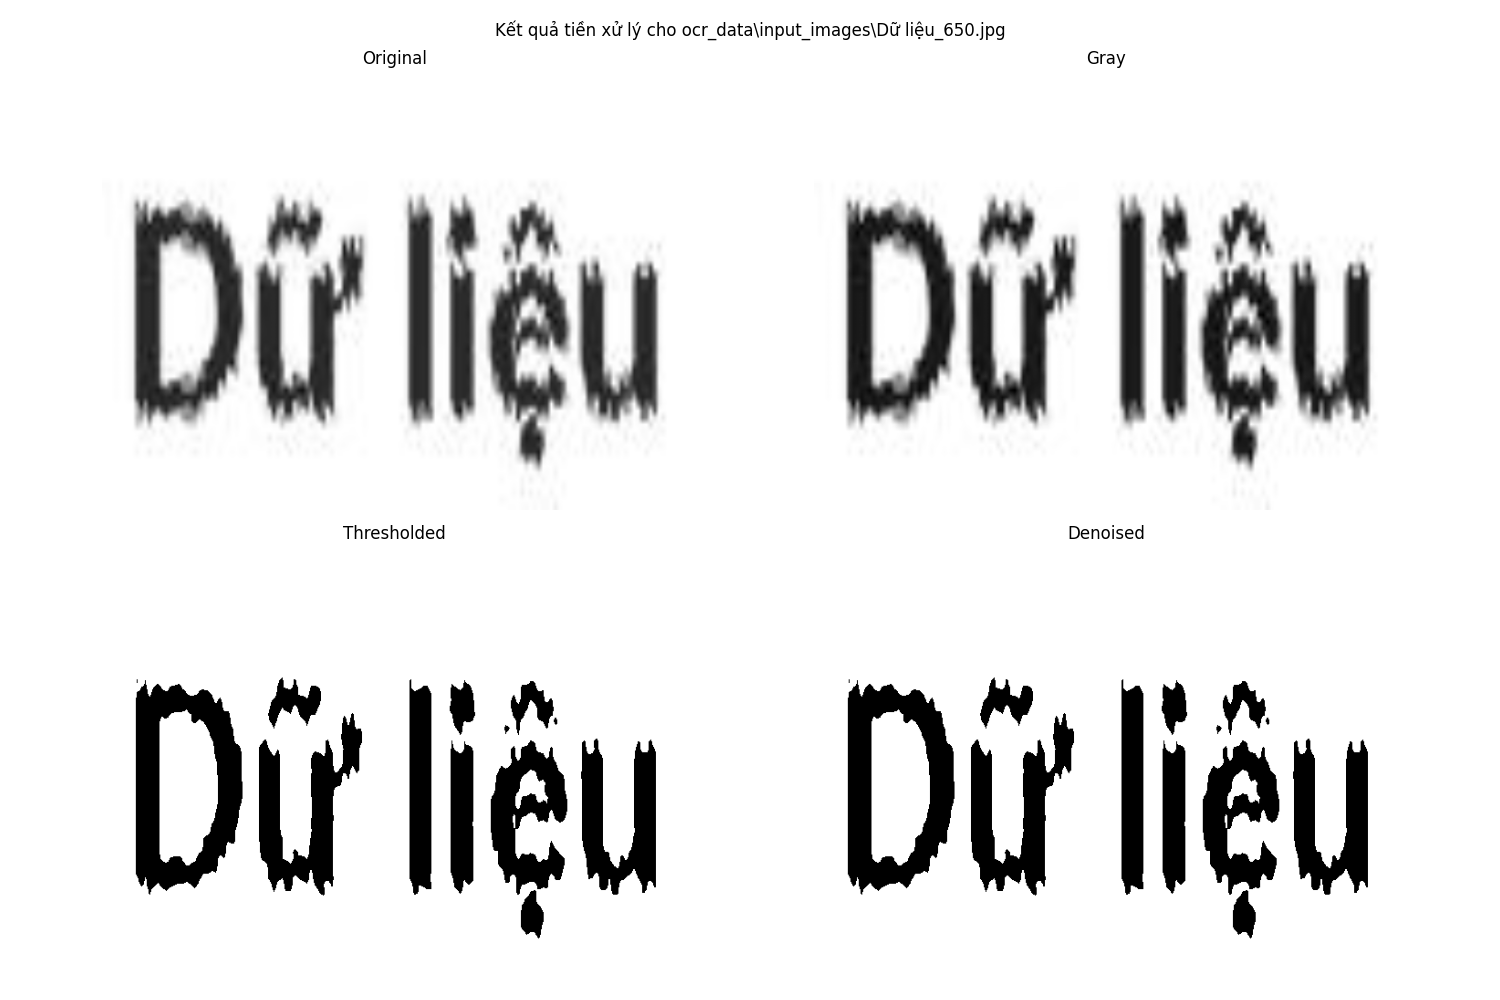 Kết quả tiền xử lý cho ocr_data\input_images\Dữ liệu_650.jpg
Original
Gray
Dữ liệu
Dữ liệu
Thresholded
Denoised
Dữ liệu
Dữ liệu